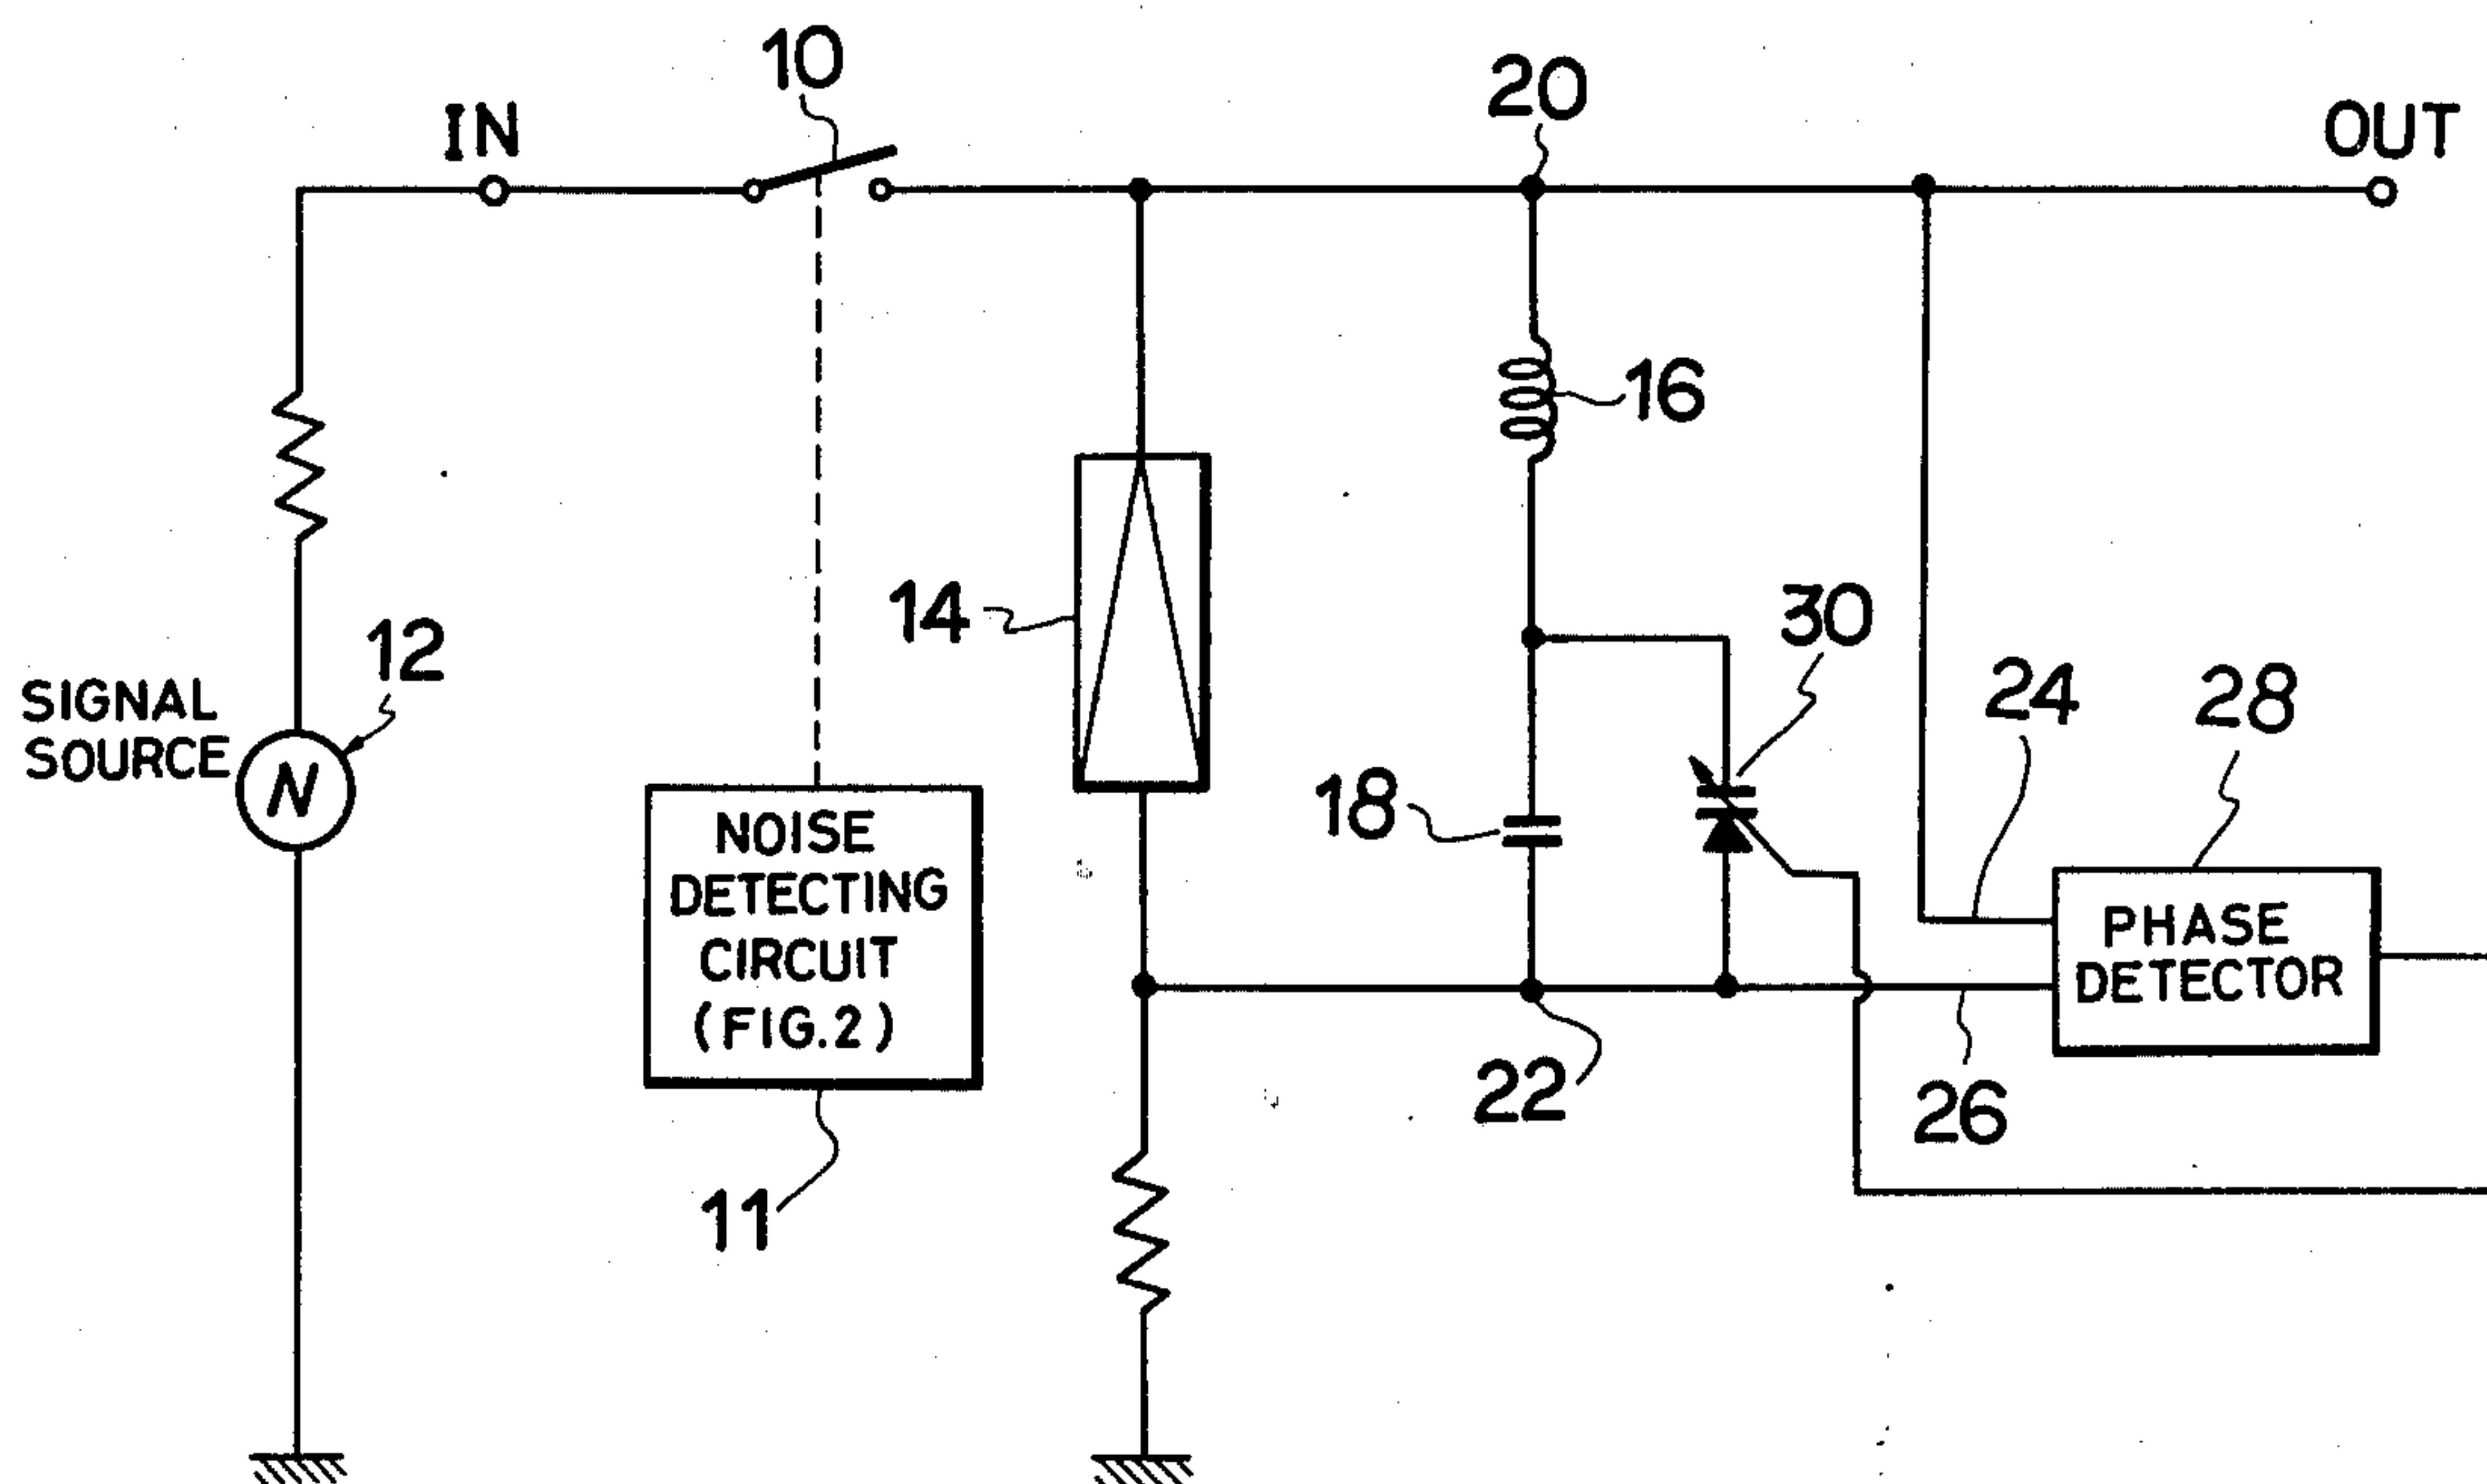 10
20
IN
OUT
16
14
30
12
24
28
SIGNAL
SOURCE
N
18
NOISE
DETECTING
CIRCUIT
(FIG.2)
PHASE
DETECTOR
22
26
11